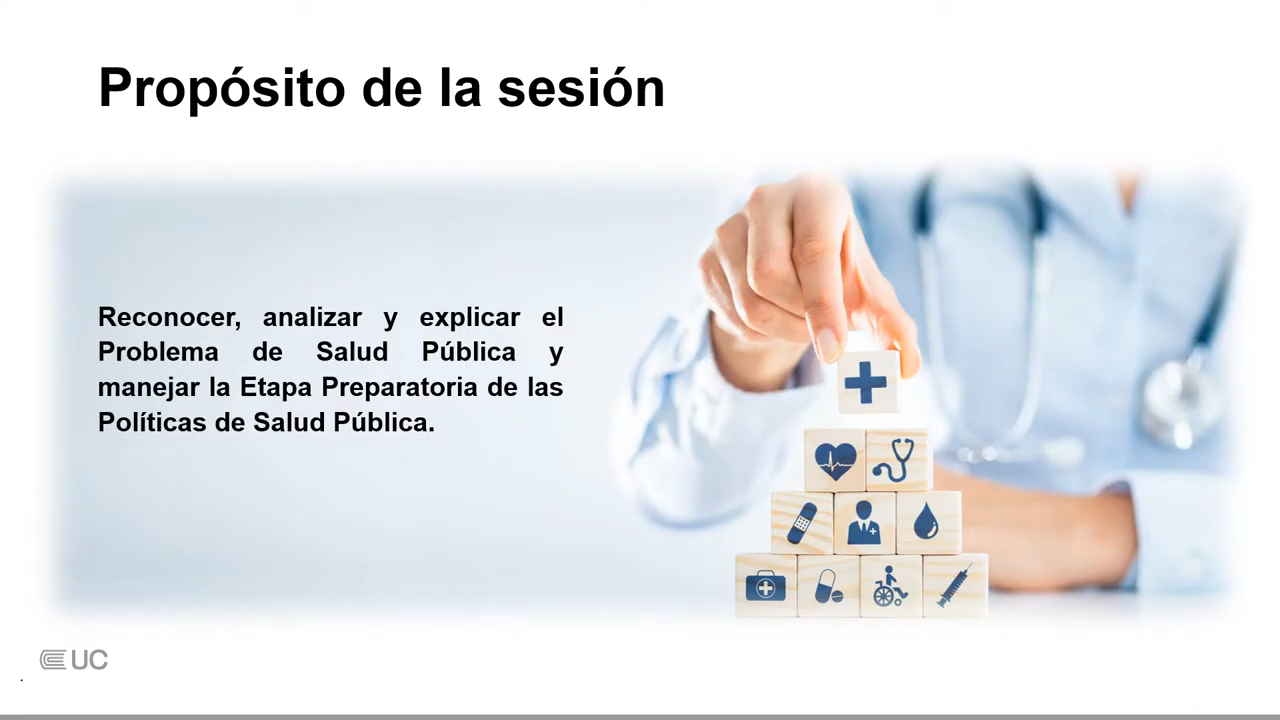 Propósito de la sesión
Reconocer, analizar y explicar el
Problema de Salud Pública y
manejar la Etapa Preparatoria de las
Políticas de Salud Pública.
UC
.